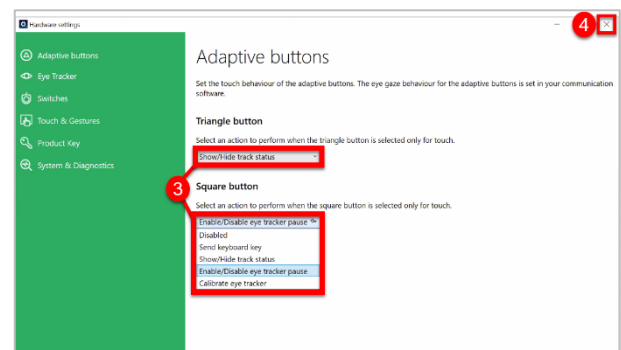 Hardware settings
4
Adaptive buttons
Eye Tracker
Switches
Touch & Gestures
Product Key
System & Diagnostics
Adaptive buttons
Set the touch behaviour of the adaptive buttons. The eye gaze behaviour for the adaptive buttons is set in your communication
software.
Triangle button
Select an action to perform when the triangle button is selected only for touch.
Show/Hide track status
3
Square button
Select an action to perform when the square button is selected only for touch.
Enable/Disable eye tracker pause
Disabled
Send keyboard key
Show/Hide track status
Enable/Disable eye tracker pause
Calibrate eye tracker